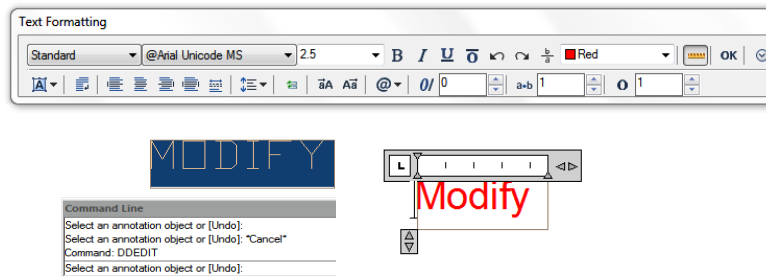 Text Formatting
Standard @Arial Unicode MS 2.5 B I U O b/a Red OK
@ 0/ 0 a•b 1 O 1
MODIFY
L
Modify
Command Line
Select an annotation object or [Undo]:
Select an annotation object or [Undo]: *Cancel*
Command: DDEDIT
Select an annotation object or [Undo]: